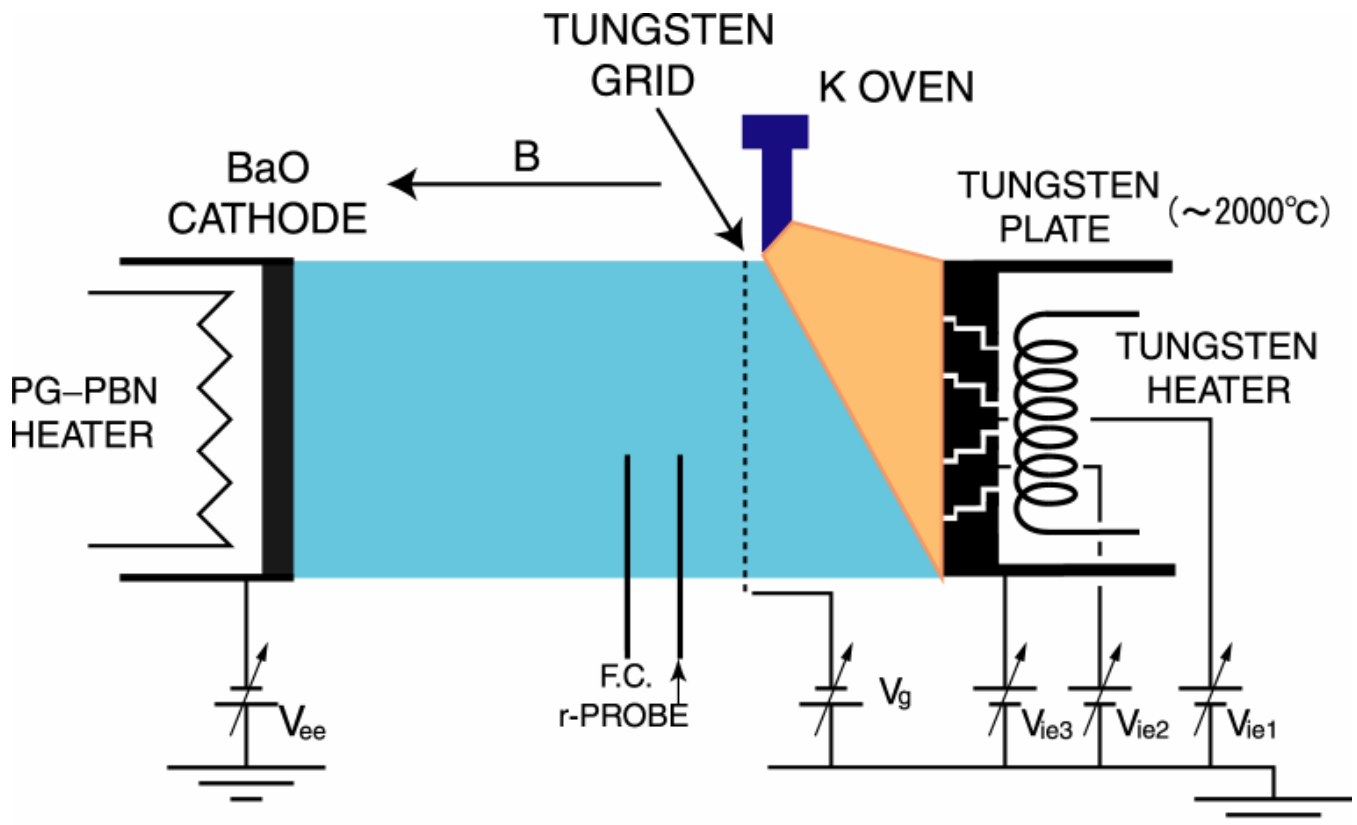 TUNGSTEN
GRID
K OVEN
B
BaO
CATHODE
TUNGSTEN
PLATE
(~2000℃)
PG–PBN
HEATER
TUNGSTEN
HEATER
F.C.
r-PROBE
Vee
Vg
Vie3
Vie2
Vie1